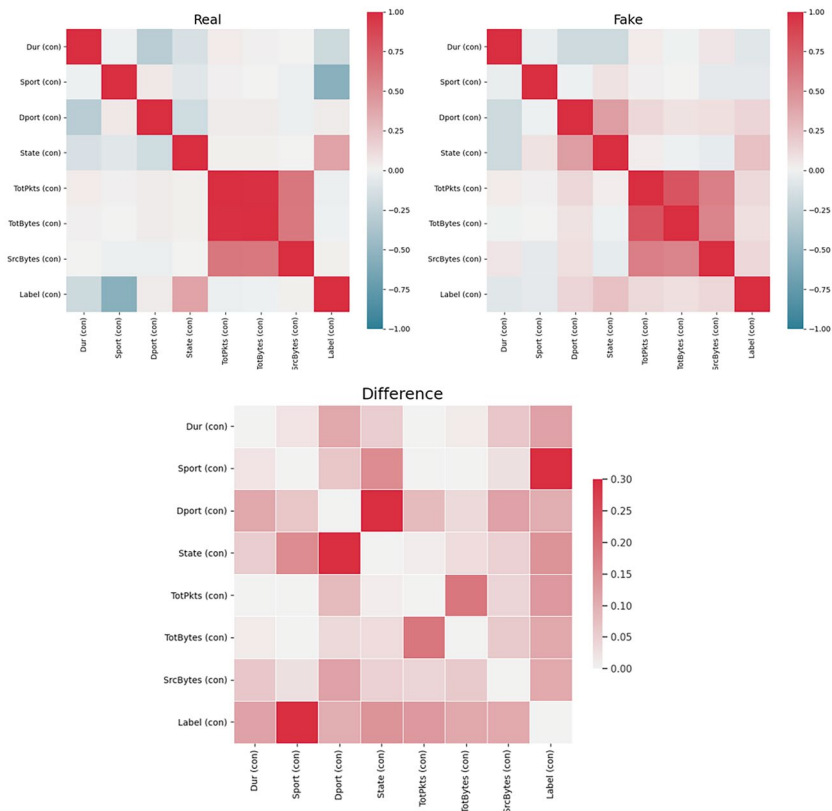 Real
Fake
Dur (con)
Sport (con)
Dport (con)
State (con)
TotPkts (con)
TotBytes (con)
SrcBytes (con)
Label (con)
Dur (con)
Sport (con)
Dport (con)
State (con)
TotPkts (con)
TotBytes (con)
SrcBytes (con)
Label (con)
1.00
0.75
0.50
0.25
0.00
−0.25
−0.50
−0.75
−1.00
Dur (con)
Sport (con)
Dport (con)
State (con)
TotPkts (con)
TotBytes (con)
SrcBytes (con)
Label (con)
Dur (con)
Sport (con)
Dport (con)
State (con)
TotPkts (con)
TotBytes (con)
SrcBytes (con)
Label (con)
1.00
0.75
0.50
0.25
0.00
−0.25
−0.50
−0.75
−1.00
Difference
Dur (con)
Sport (con)
Dport (con)
State (con)
TotPkts (con)
TotBytes (con)
SrcBytes (con)
Label (con)
Dur (con)
Sport (con)
Dport (con)
State (con)
TotPkts (con)
TotBytes (con)
SrcBytes (con)
Label (con)
0.30
0.25
0.20
0.15
0.10
0.05
0.00